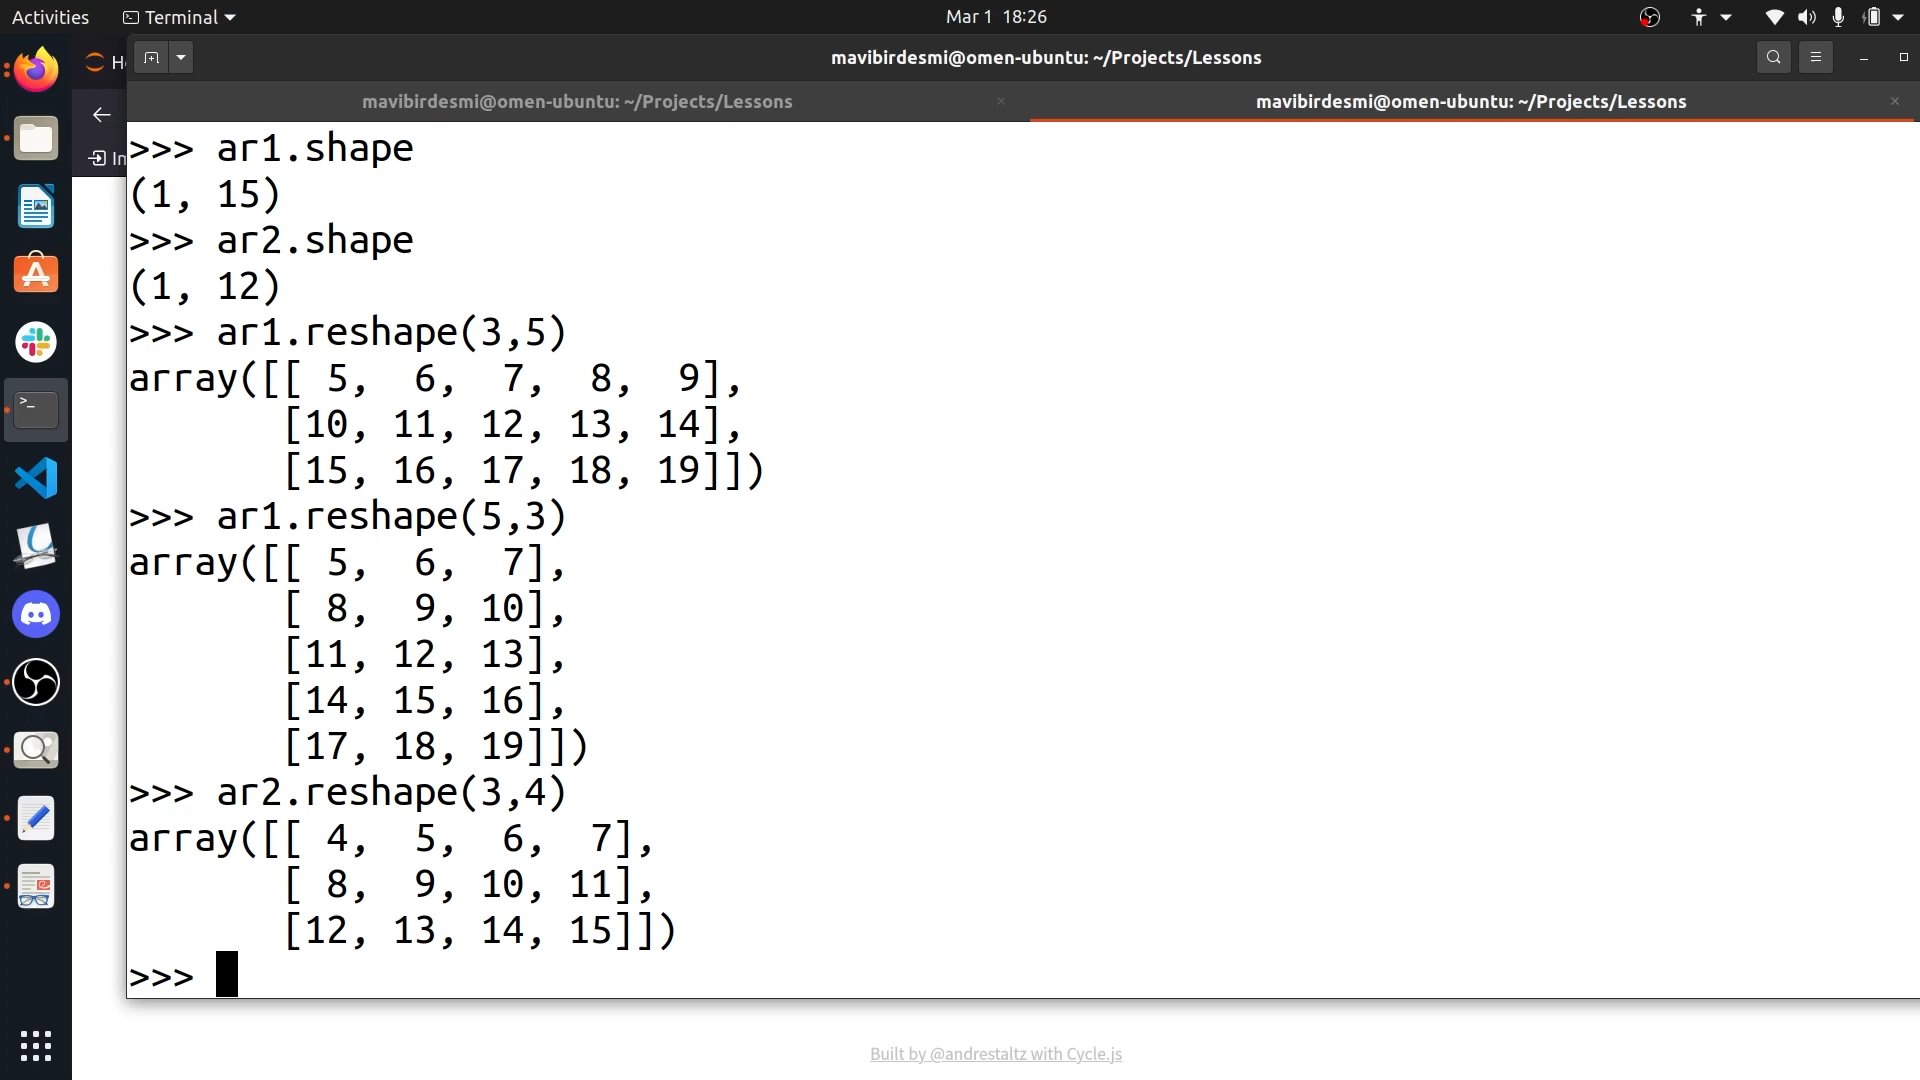 Activities Terminal Mar 1 18:26
mavibirdesmi@omen-ubuntu: ~/Projects/Lessons
mavibirdesmi@omen-ubuntu: ~/Projects/Lessons mavibirdesmi@omen-ubuntu: ~/Projects/Lessons
>>> ar1.shape
(1, 15)
>>> ar2.shape
(1, 12)
>>> ar1.reshape(3,5)
array([[ 5,  6,  7,  8,  9],
       [10, 11, 12, 13, 14],
       [15, 16, 17, 18, 19]])
>>> ar1.reshape(5,3)
array([[ 5,  6,  7],
       [ 8,  9, 10],
       [11, 12, 13],
       [14, 15, 16],
       [17, 18, 19]])
>>> ar2.reshape(3,4)
array([[ 4,  5,  6,  7],
       [ 8,  9, 10, 11],
       [12, 13, 14, 15]])
>>>
Built by @andrestaltz with Cycle.js